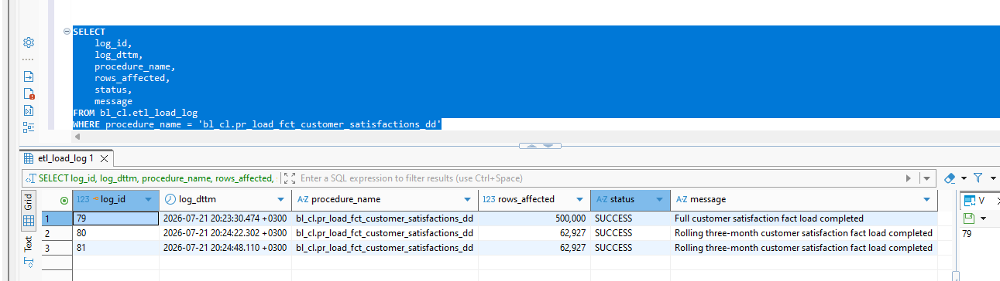 SELECT
log_id,
log_dttm,
procedure_name,
rows_affected,
status,
message
FROM bl_cl.etl_load_log
WHERE procedure_name = 'bl_cl.pr_load_fct_customer_satisfactions_dd'
etl_load_log 1
SELECT log_id, log_dttm, procedure_name, rows_affected, Enter a SQL expression to filter results (use Ctrl+Space)
Grid
Text
123 log_id log_dttm A-Z procedure_name 123 rows_affected A-Z status A-Z message V
1 79 2026-07-21 20:23:30.474 +0300 bl_cl.pr_load_fct_customer_satisfactions_dd 500,000 SUCCESS Full customer satisfaction fact load completed
2 80 2026-07-21 20:24:22.302 +0300 bl_cl.pr_load_fct_customer_satisfactions_dd 62,927 SUCCESS Rolling three-month customer satisfaction fact load completed 79
3 81 2026-07-21 20:24:48.110 +0300 bl_cl.pr_load_fct_customer_satisfactions_dd 62,927 SUCCESS Rolling three-month customer satisfaction fact load completed